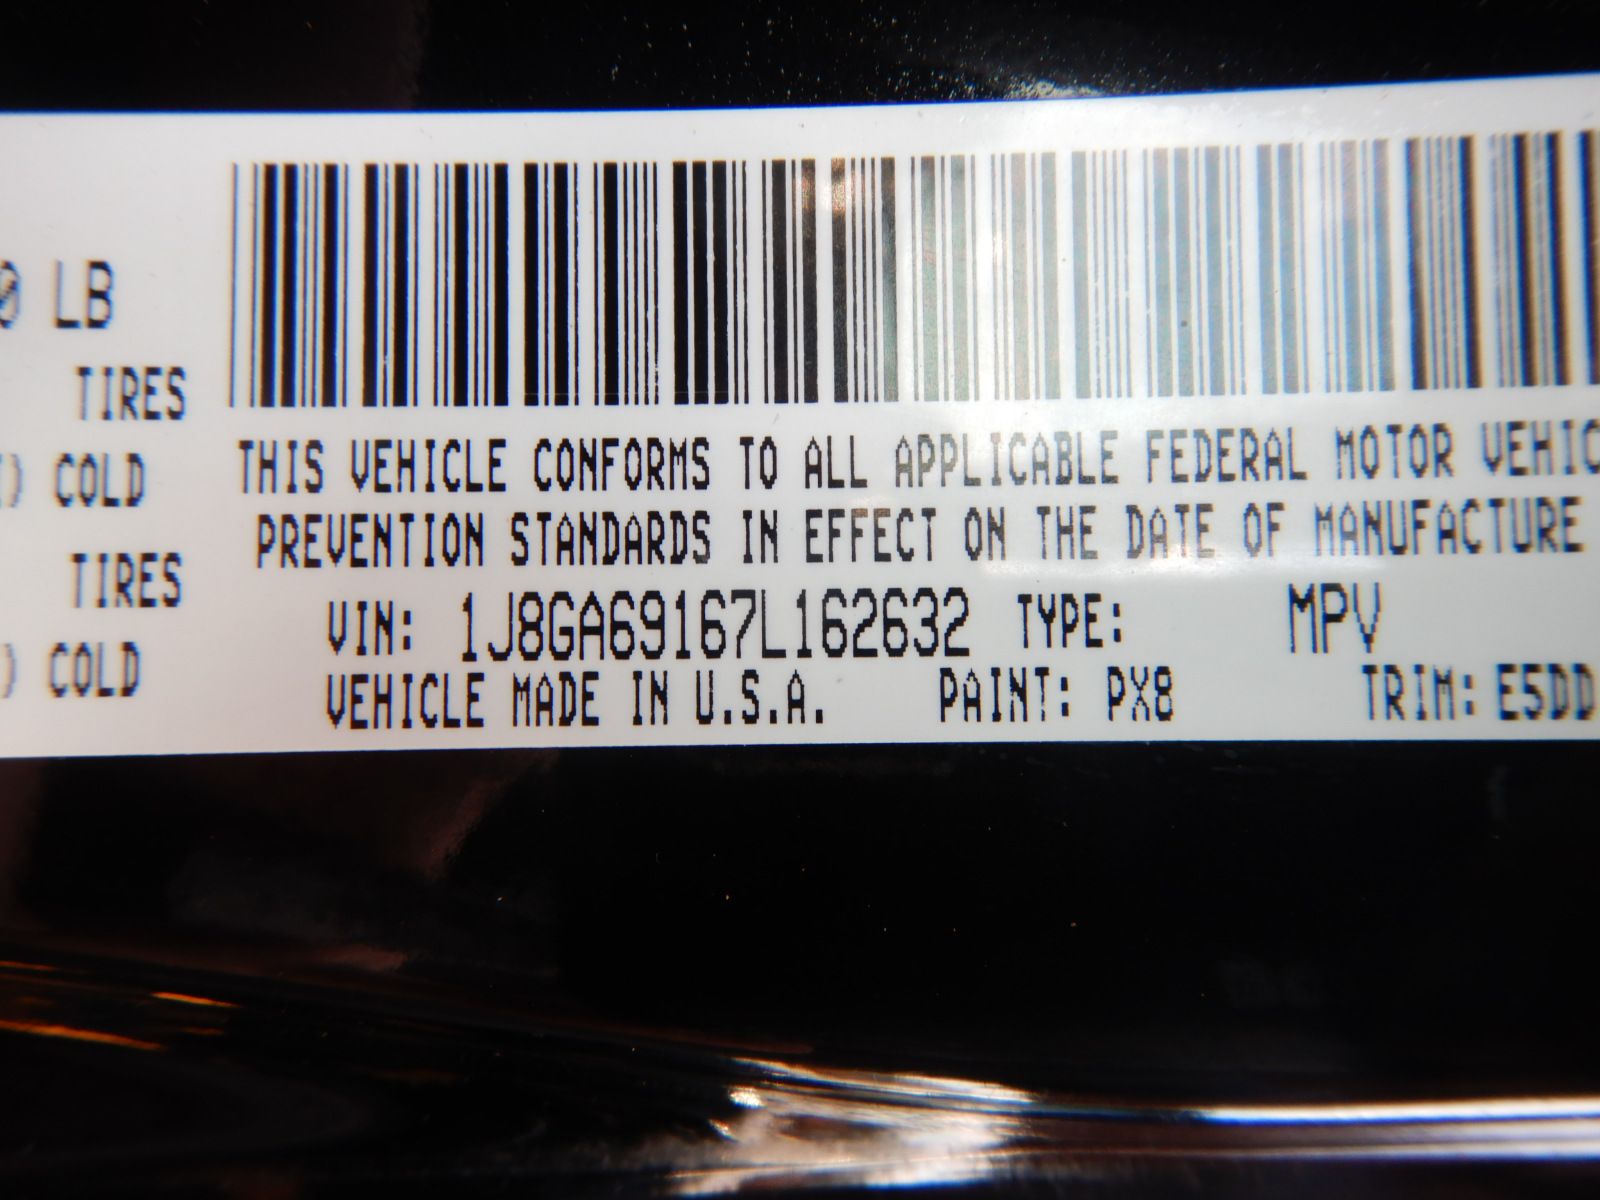 LB
TIRES
COLD
TIRES
COLD
THIS VEHICLE CONFORMS TO ALL APPLICABLE FEDERAL MOTOR VEHIC
PREVENTION STANDARDS IN EFFECT ON THE DATE OF MANUFACTURE
VIN: 1J8GA69167L162632 TYPE: MPV
VEHICLE MADE IN U.S.A. PAINT: PX8 TRIM: E5DD